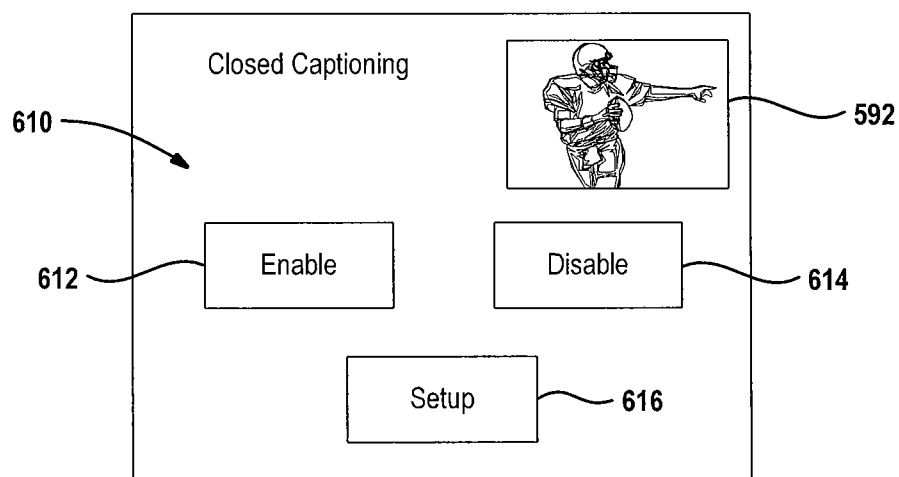 Closed Captioning
610
592
Enable
Disable
612
614
Setup
616